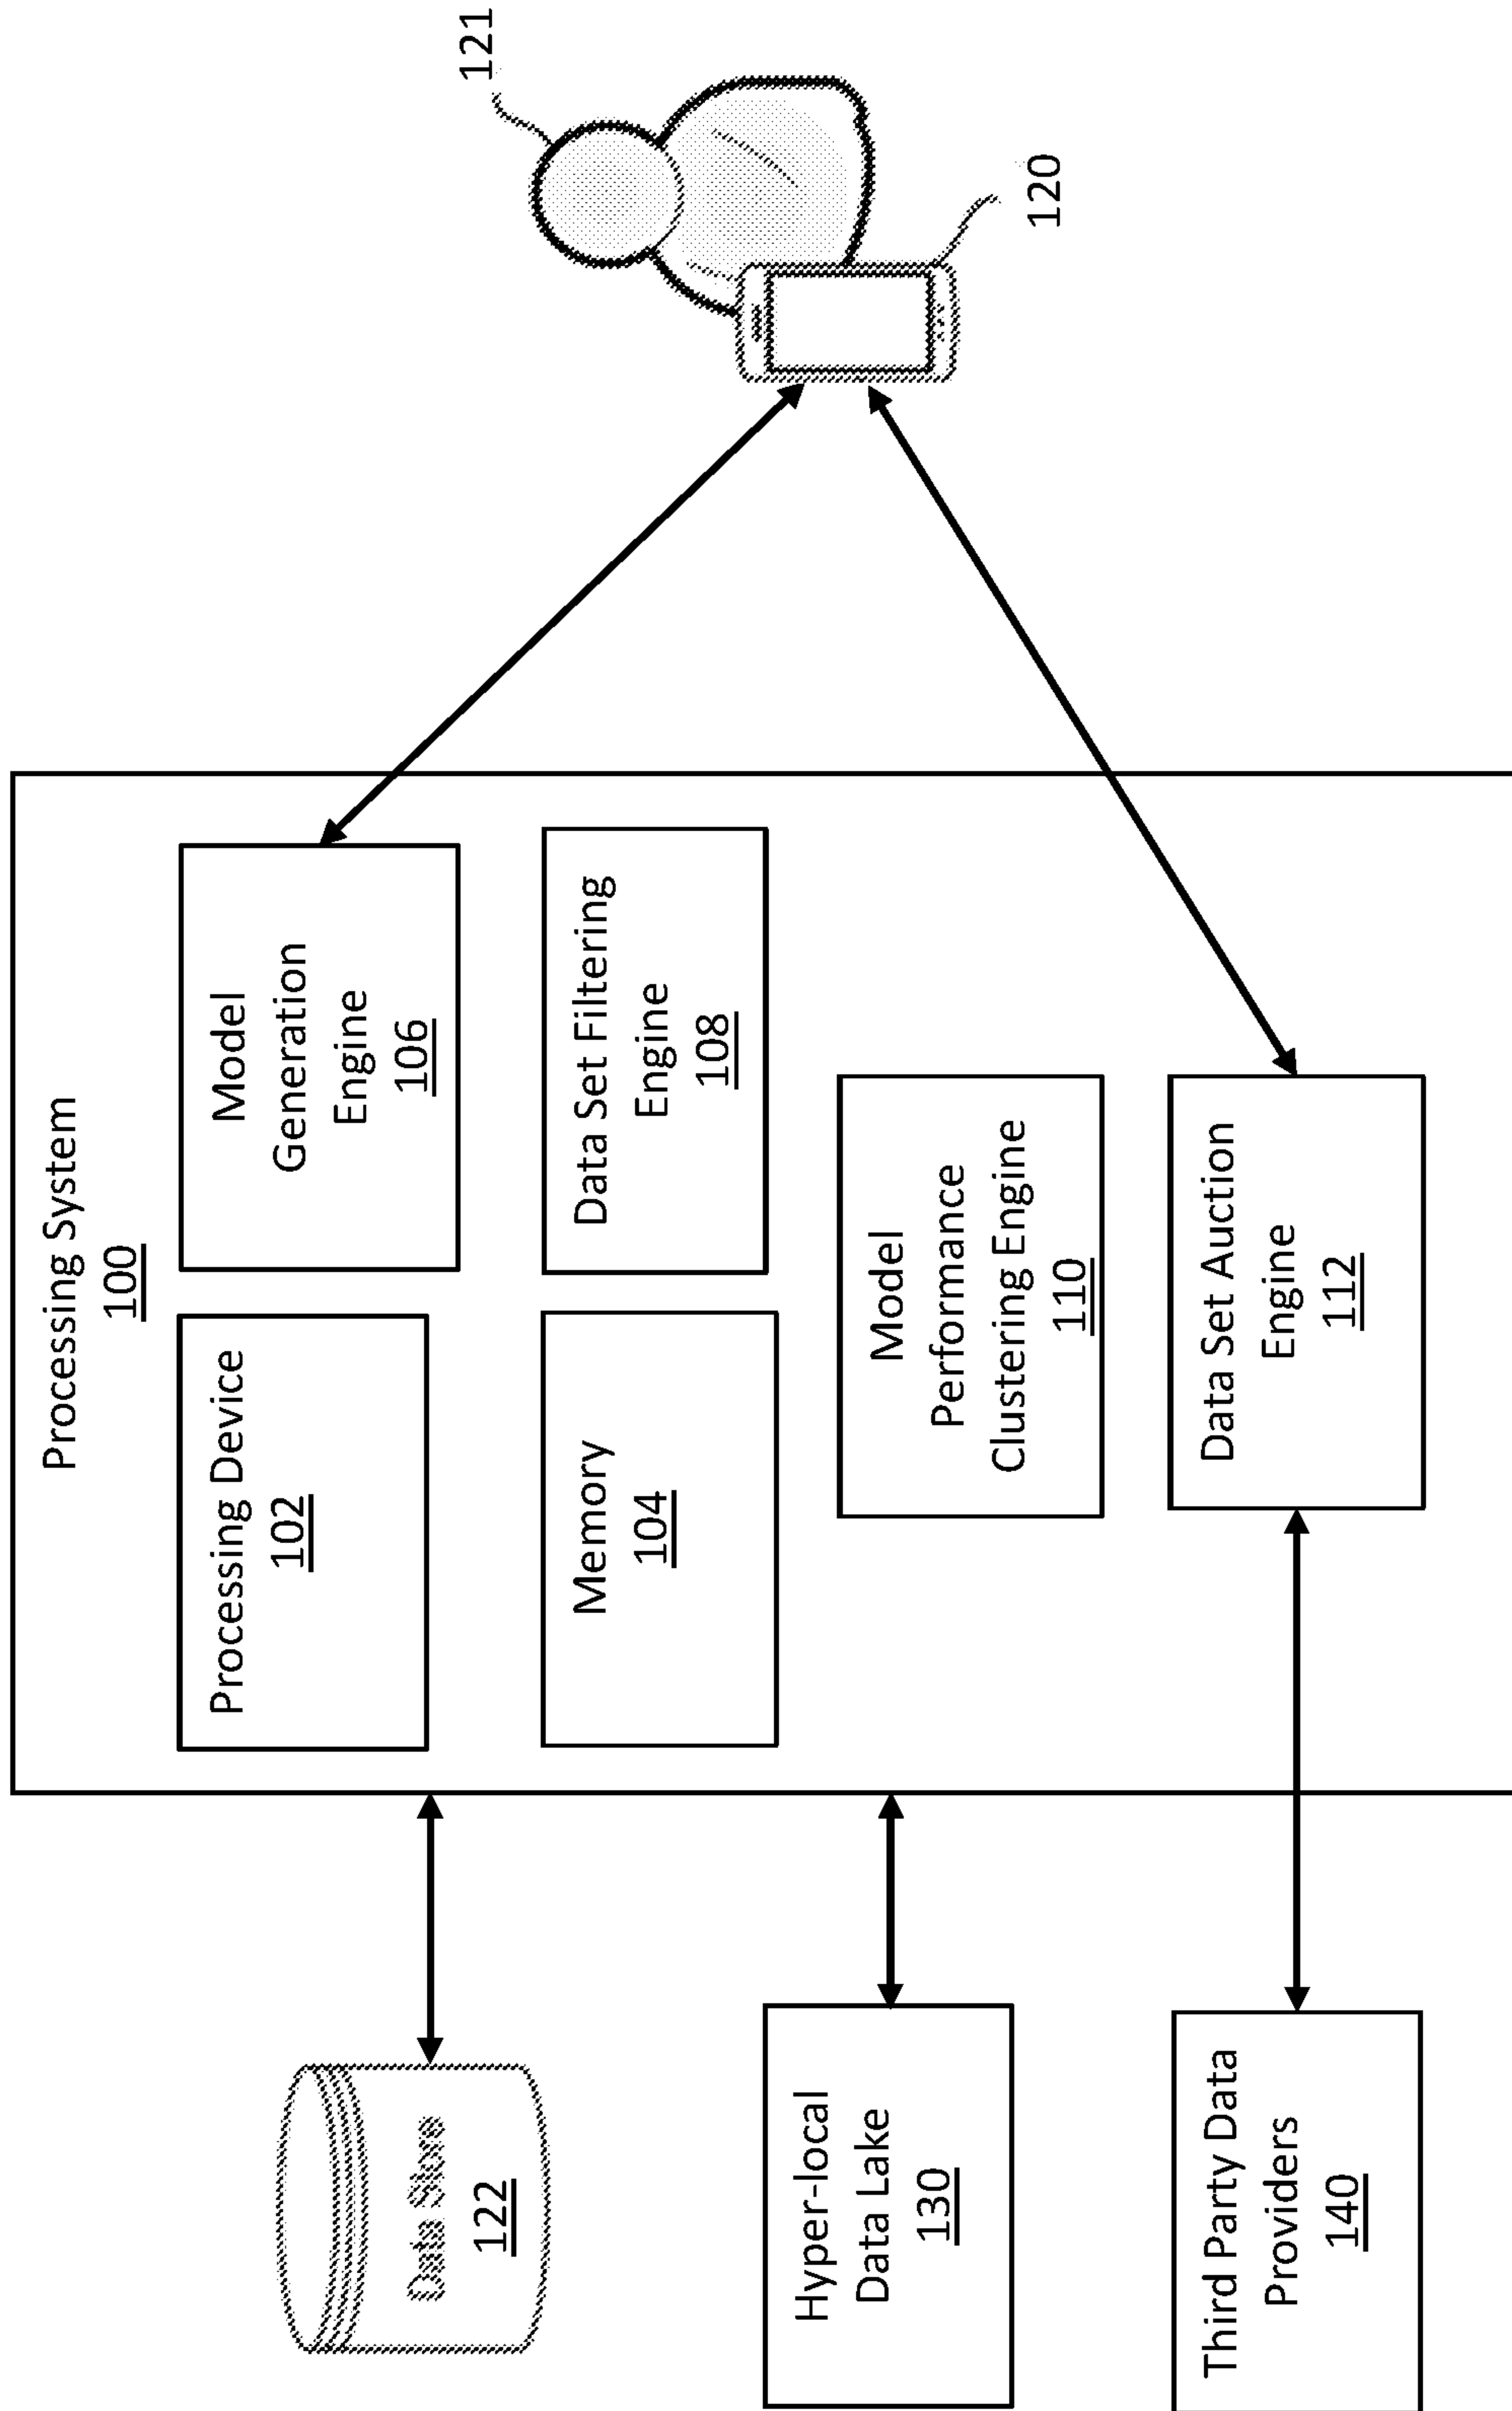 Processing System
100
Processing Device
102
Model
Generation
Engine
106
Memory
104
Data Set Filtering
Engine
108
Model
Performance
Clustering Engine
110
Data Set Auction
Engine
112
Data Store
122
Hyper-local
Data Lake
130
Third Party Data
Providers
140
121
120